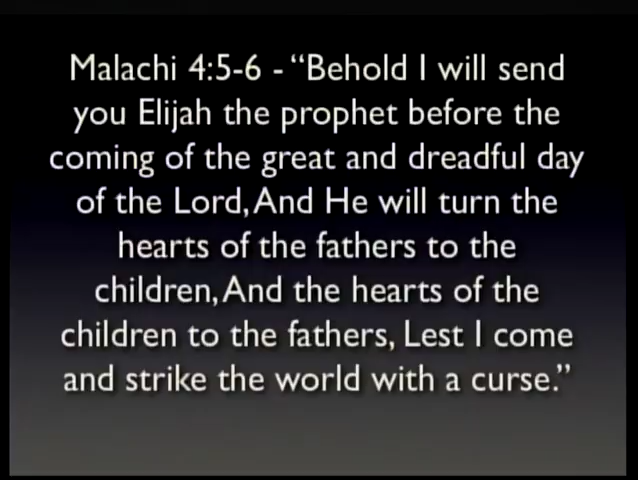 Malachi 4:5-6 - “Behold I will send
you Elijah the prophet before the
coming of the great and dreadful day
of the Lord, And He will turn the
hearts of the fathers to the
children, And the hearts of the
children to the fathers, Lest I come
and strike the world with a curse.”